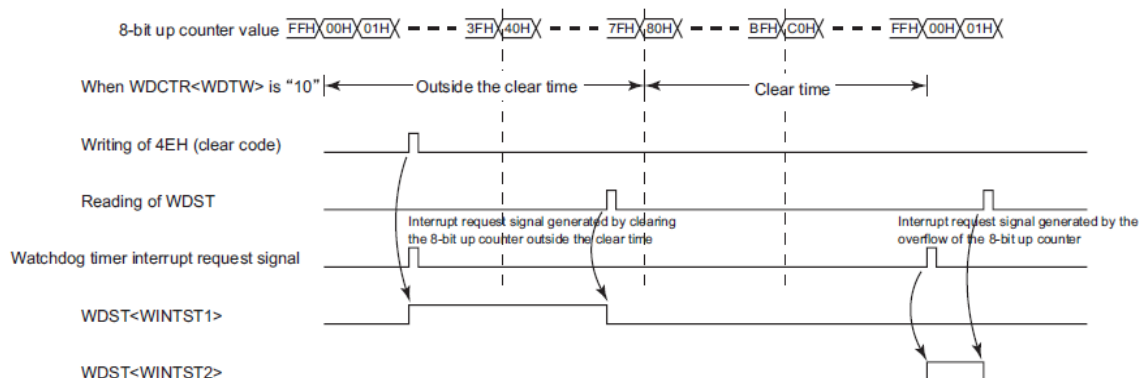 8-bit up counter value FFH 00H 01H 3FH 40H 7FH 80H BFH C0H FFH 00H 01H
When WDCTR<WDTW> is “10” Outside the clear time Clear time
Writing of 4EH (clear code)
Reading of WDST
Interrupt request signal generated by clearing
the 8-bit up counter outside the clear time
Interrupt request signal generated by the
overflow of the 8-bit up counter
Watchdog timer interrupt request signal
WDST<WINTST1>
WDST<WINTST2>